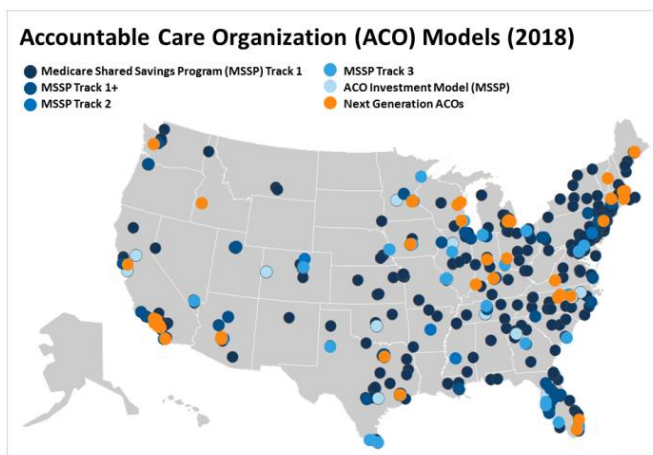 Accountable Care Organization (ACO) Models (2018)
Medicare Shared Savings Program (MSSP) Track 1
MSSP Track 1+
MSSP Track 2
MSSP Track 3
ACO Investment Model (MSSP)
Next Generation ACOs